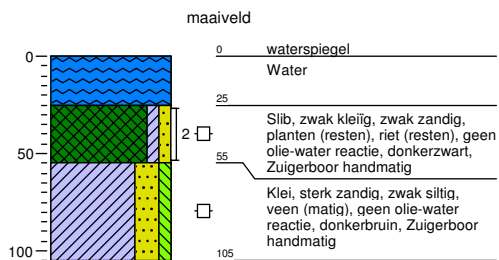 maaiveld
0
0
waterspiegel
Water
25
Slib, zwak kleiïg, zwak zandig,
planten (resten), riet (resten), geen
olie-water reactie, donkerzwart,
Zuigerboor handmatig
2
50
55
Klei, sterk zandig, zwak siltig,
veen (matig), geen olie-water
reactie, donkerbruin, Zuigerboor
handmatig
100
105